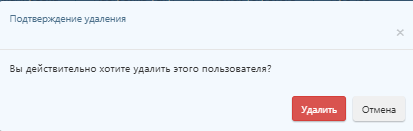 Подтверждение удаления
×
Вы действительно хотите удалить этого пользователя?
Удалить
Отмена